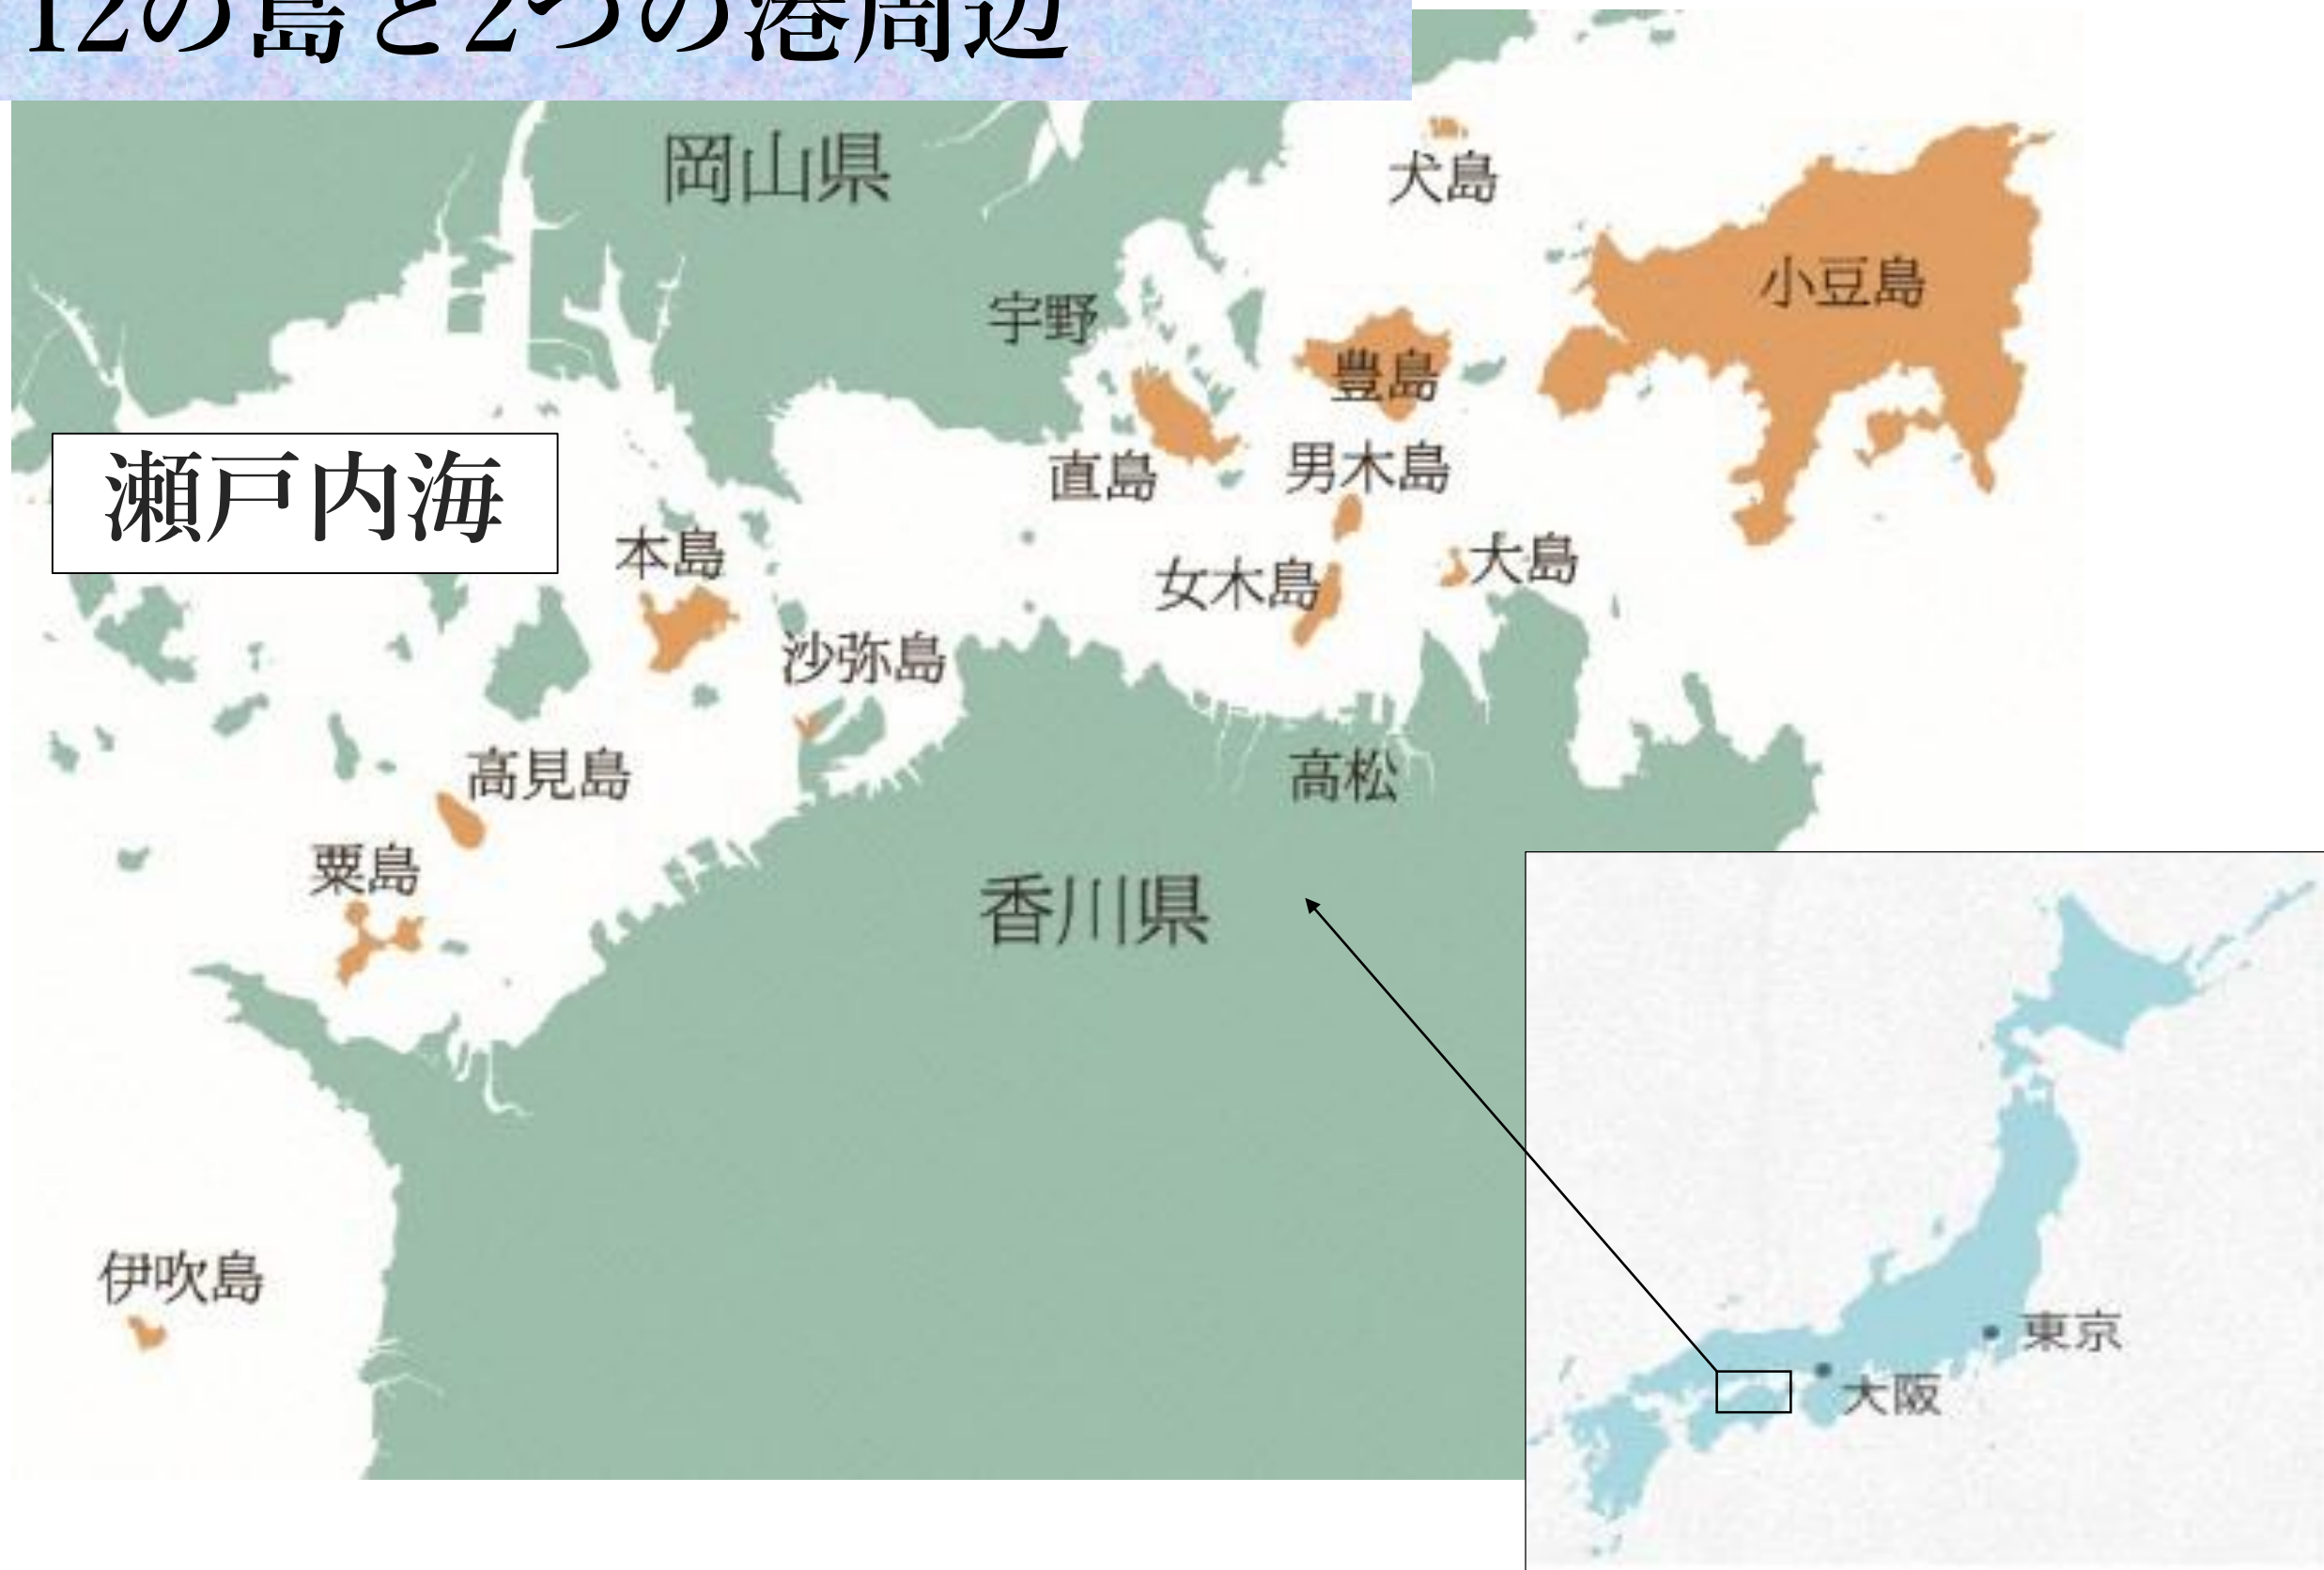 12の島と2つの港周辺
岡山県
犬島
小豆島
宇野
豊島
直島
男木島
瀬戸内海
本島
女木島
大島
沙弥島
高見島
高松
粟島
香川県
伊吹島
東京
大阪